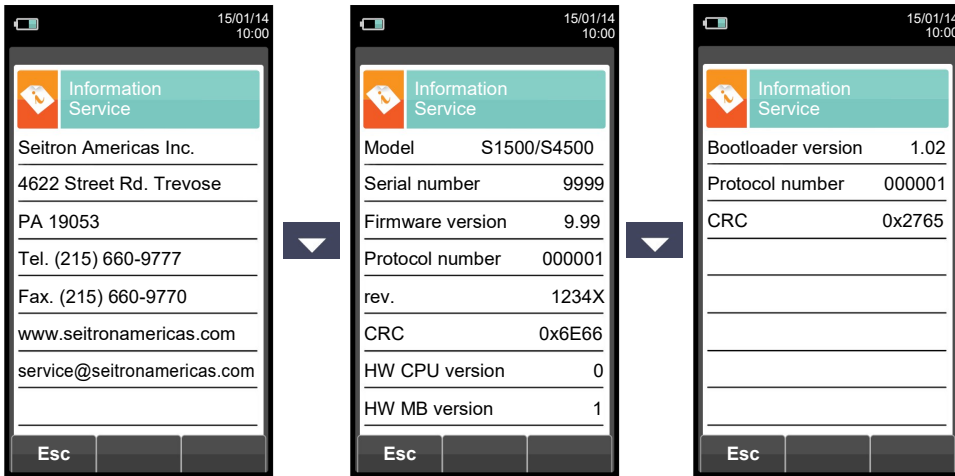 15/01/14
10:00
Information
Service
Seitron Americas Inc.
4622 Street Rd. Trevose
PA 19053
Tel. (215) 660-9777
Fax. (215) 660-9770
www.seitronamericas.com
service@seitronamericas.com
Esc
15/01/14
10:00
Information
Service
Model S1500/S4500
Serial number 9999
Firmware version 9.99
Protocol number 000001
rev. 1234X
CRC 0x6E66
HW CPU version 0
HW MB version 1
Esc
15/01/14
10:00
Information
Service
Bootloader version 1.02
Protocol number 000001
CRC 0x2765
Esc